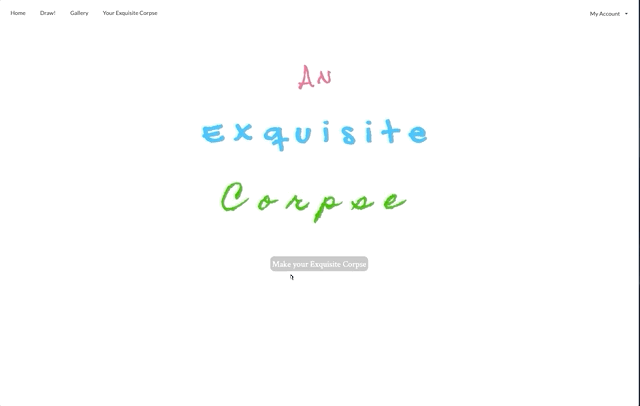 Home Draw! Gallery Your Exquisite Corpse My Account
An
Exquisite
Corpse
Make your Exquisite Corpse